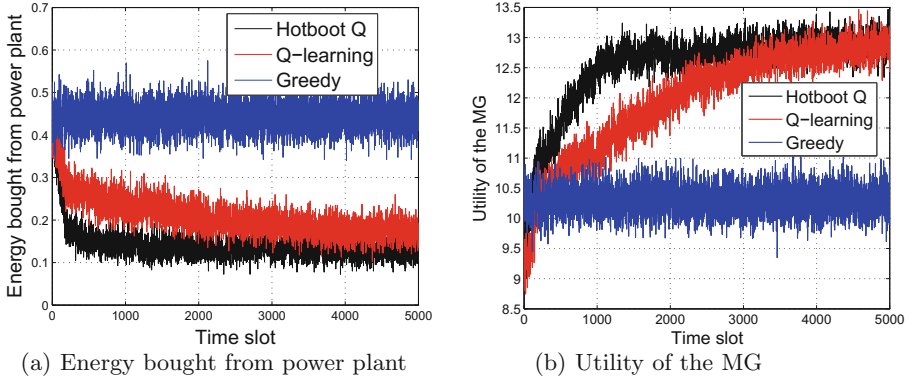 Energy bought from power plant
0.7
0.6
0.5
0.4
0.3
0.2
0.1
0
0
1000
2000
3000
4000
5000
Time slot
Hotboot Q
Q-learning
Greedy
(a) Energy bought from power plant
Utility of the MG
13.5
13
12.5
12
11.5
11
10.5
10
9.5
9
8.5
0
1000
2000
3000
4000
5000
Time slot
Hotboot Q
Q-learning
Greedy
(b) Utility of the MG